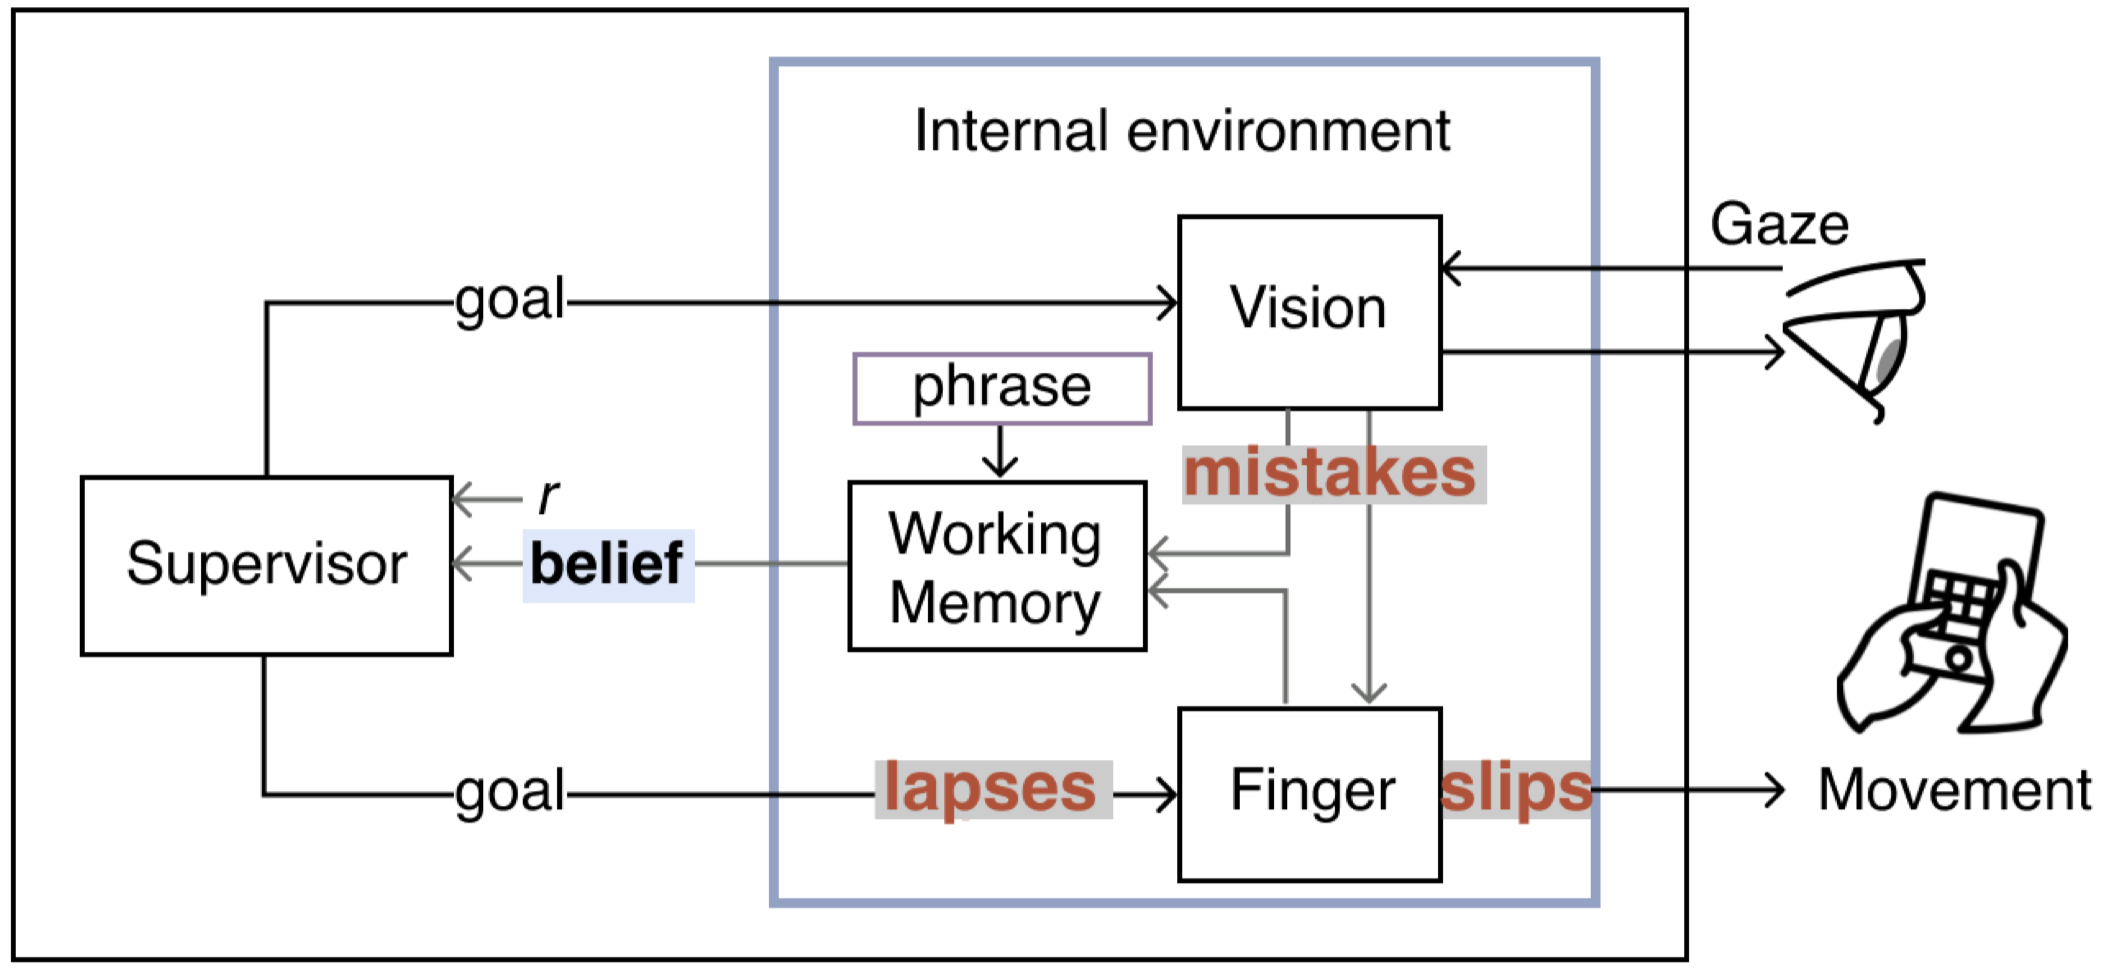 Internal environment
Gaze
goal
Vision
phrase
mistakes
r
Supervisor
belief
Working
Memory
goal
lapses
Finger
slips
Movement